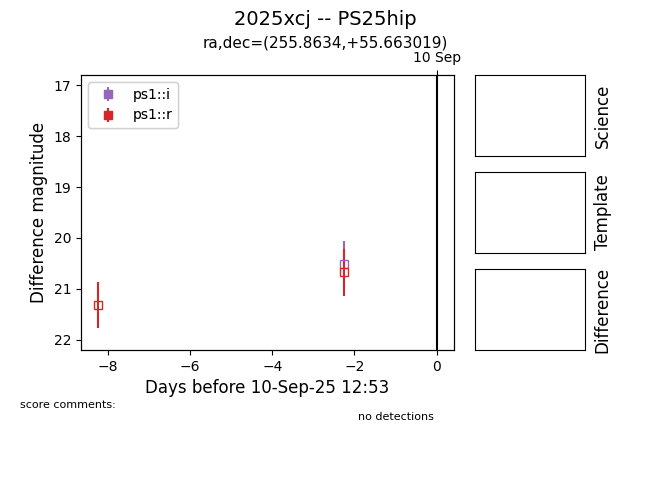 2025xcj -- PS25hip
ra,dec=(255.8634,+55.663019)
10 Sep
ps1::i
ps1::r
17
18
19
20
21
22
Difference magnitude
−8
−6
−4
−2
0
Days before 10-Sep-25 12:53
Science
Template
Difference
score comments:
no detections